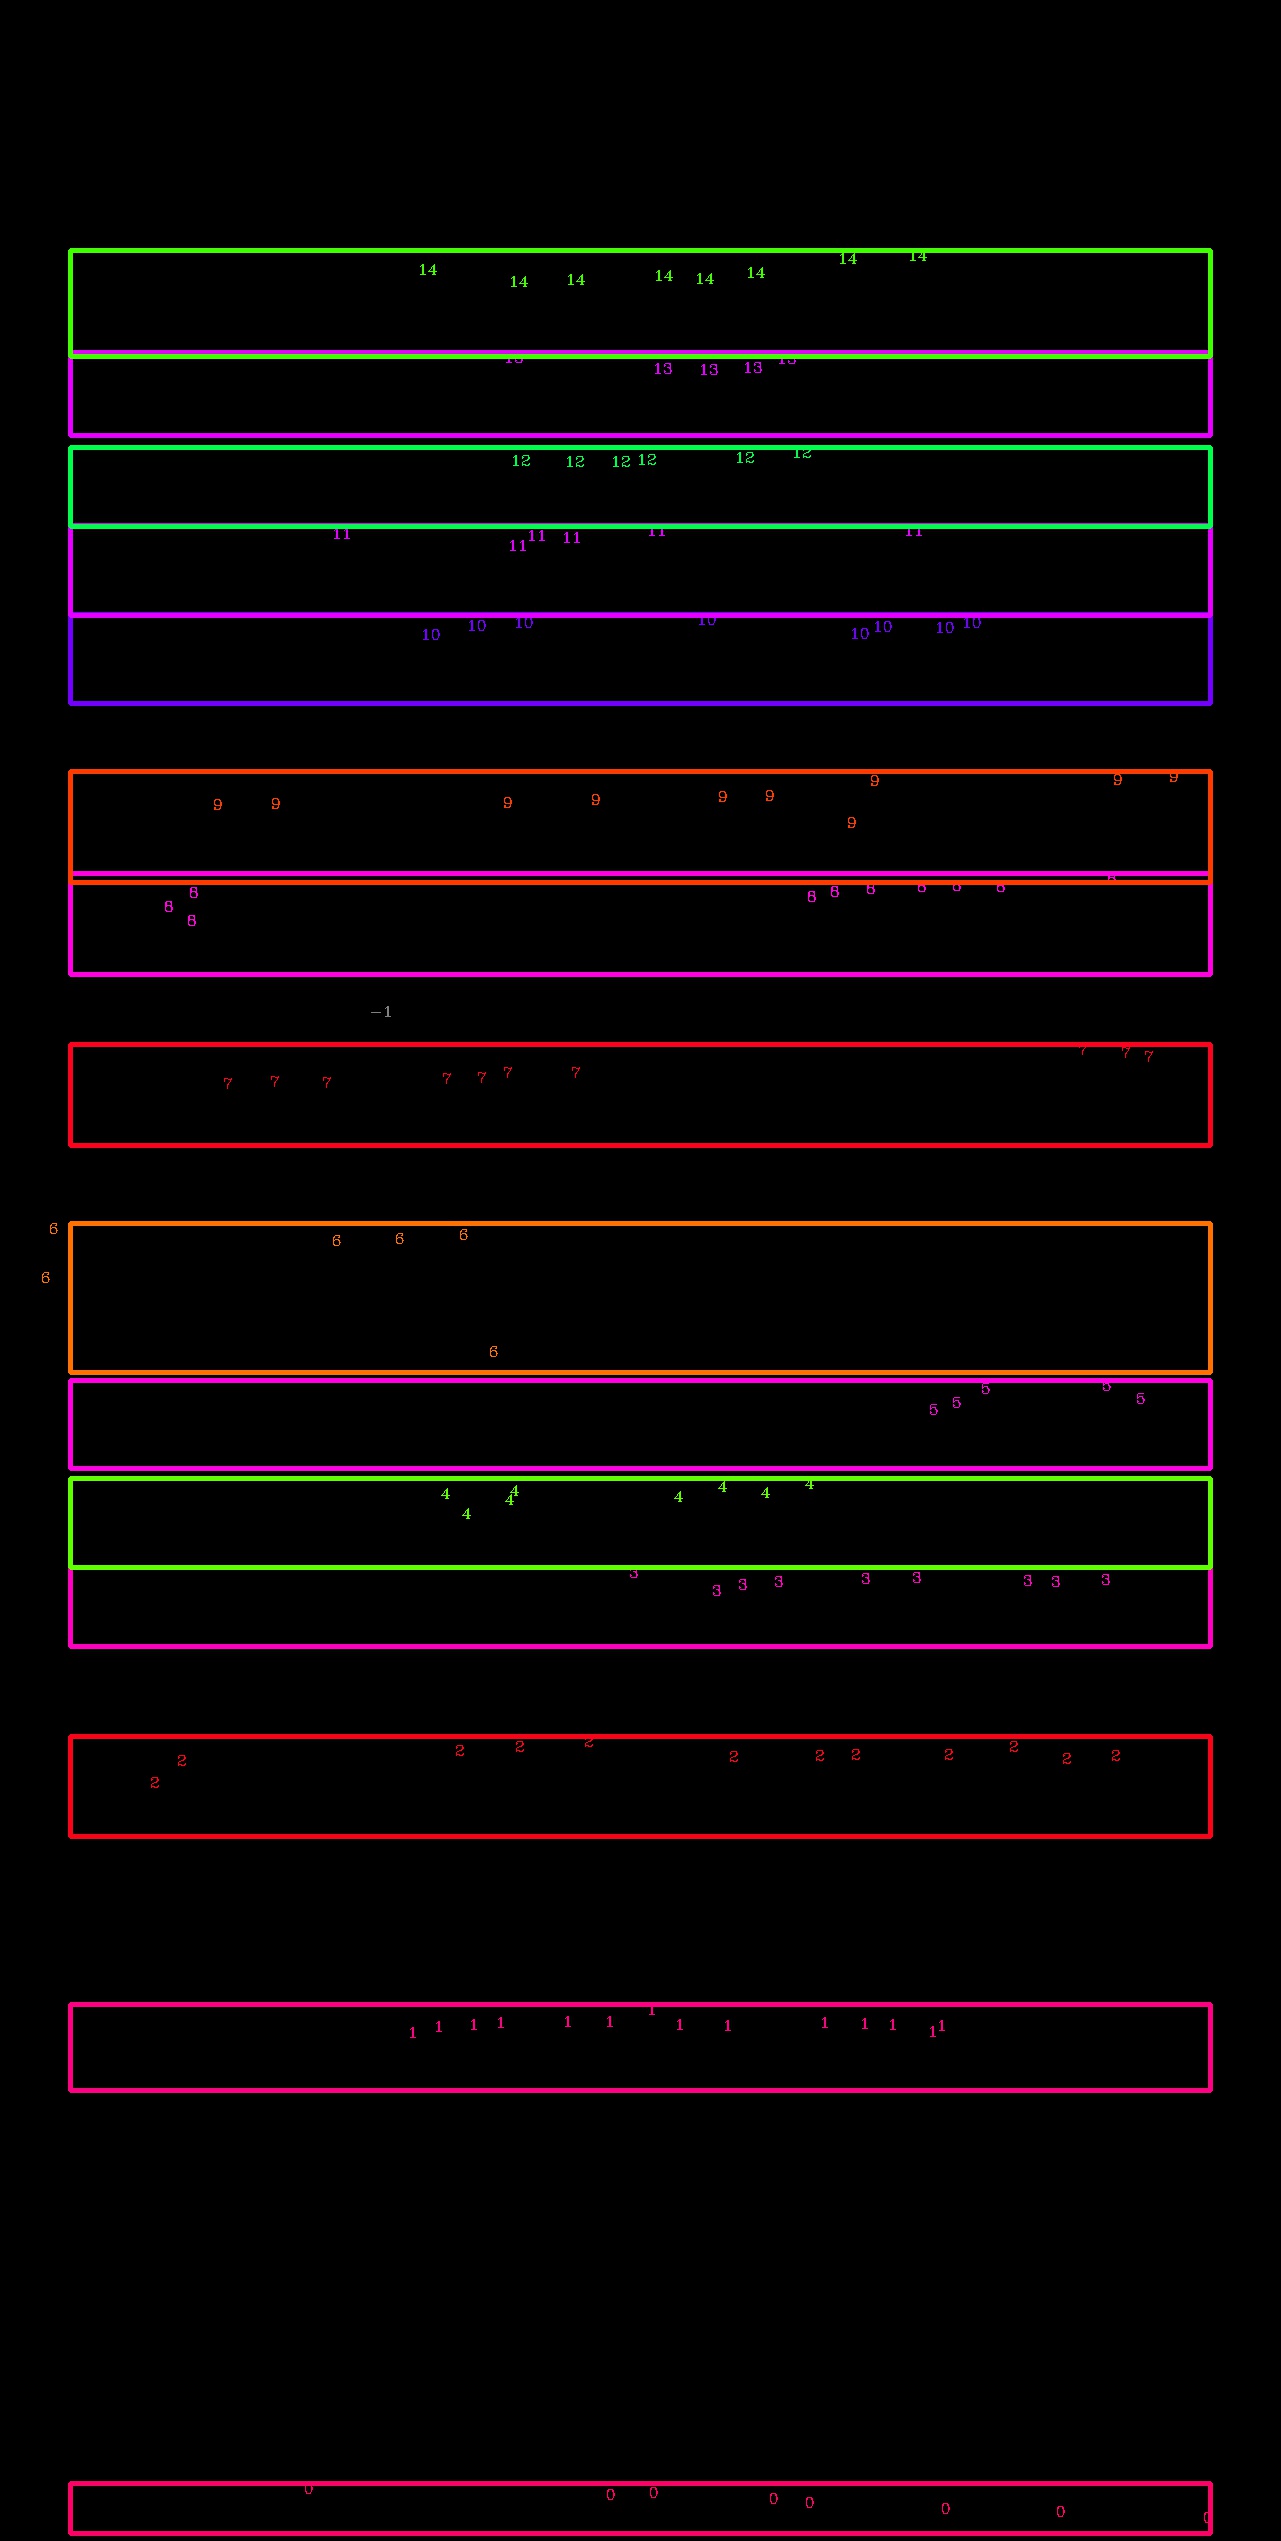 14 14 14 14 14 14 14 14
13 13 13 13 13
12 12 12 12 12 12
11 11 11 11 11 11
10 10 10 10 10 10 10 10
9 9 9 9 9 9 9 9 9 9
8 8 8 8 8 8 8 8 8 8
−1
7 7 7 7 7 7 7 7 7 7
6 6 6 6 6 6
5 5 5 5 5
4 4 4 4 4 4 4 4
3 3 3 3 3 3 3 3 3
2 2 2 2 2 2 2 2 2 2 2
1 1 1 1 1 1 1 1 1 1 1 1 1 1
0 0 0 0 0 0 0 0